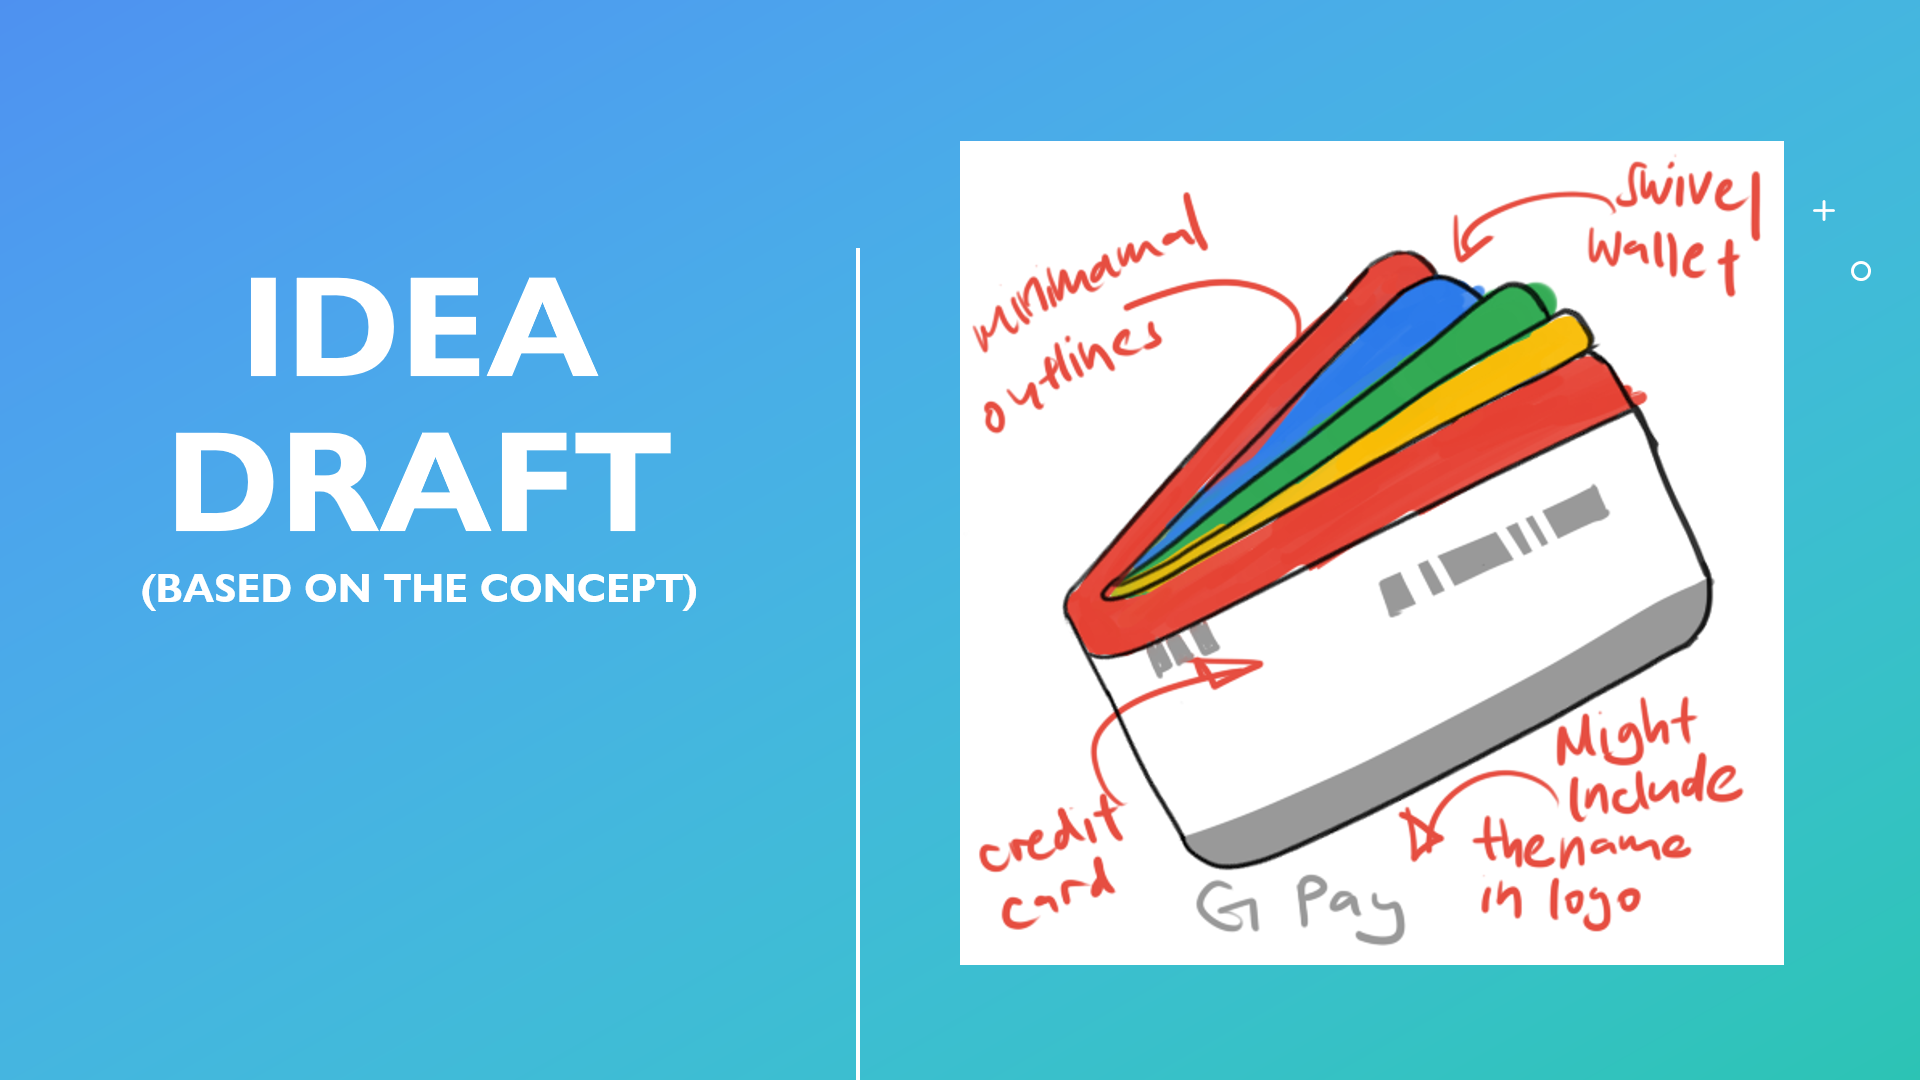 IDEA
DRAFT
(BASED ON THE CONCEPT)
minimamal
outlines
swivel
wallet
credit
card
Might
Include
the name
in logo
G Pay